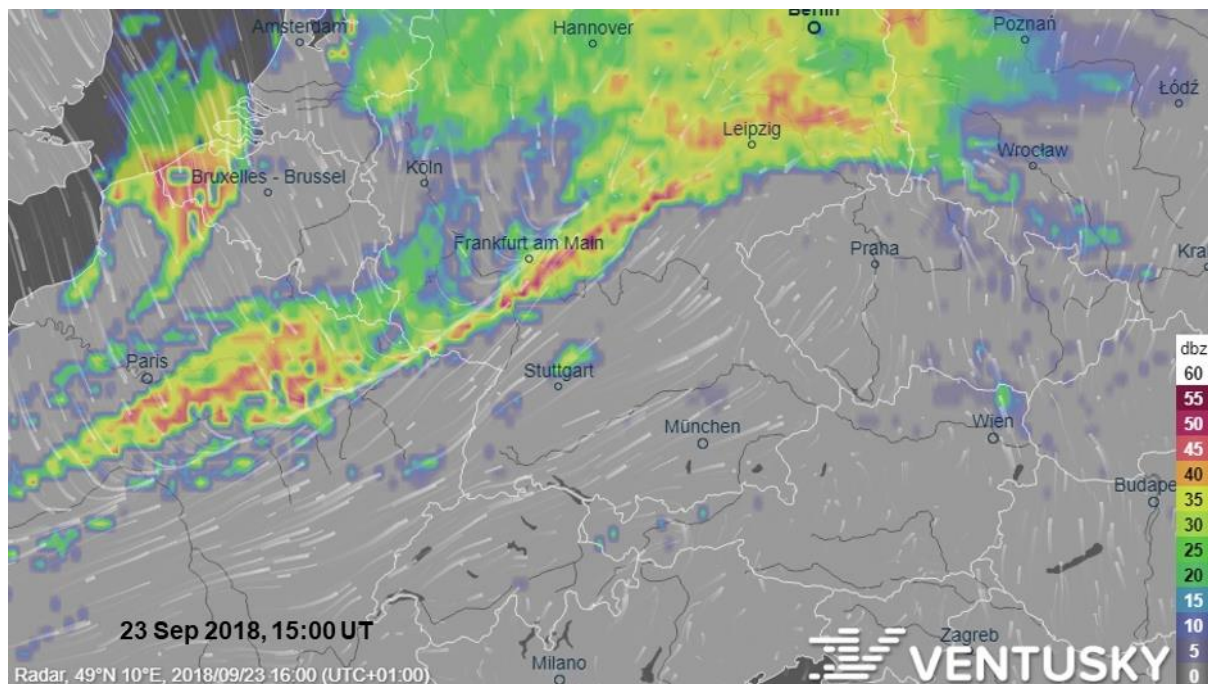 Amsterdam
Hannover
Berlin
Poznań
Łódź
Leipzig
Wrocław
Köln
Bruxelles - Brussel
Frankfurt am Main
Praha
Kra
Paris
Stuttgart
München
Wien
Budape
dbz
60
55
50
45
40
35
30
25
20
15
10
5
0
23 Sep 2018, 15:00 UT
Zagreb
VENTUSKY
Milano
Radar, 49°N 10°E, 2018/09/23 16:00 (UTC+01:00)